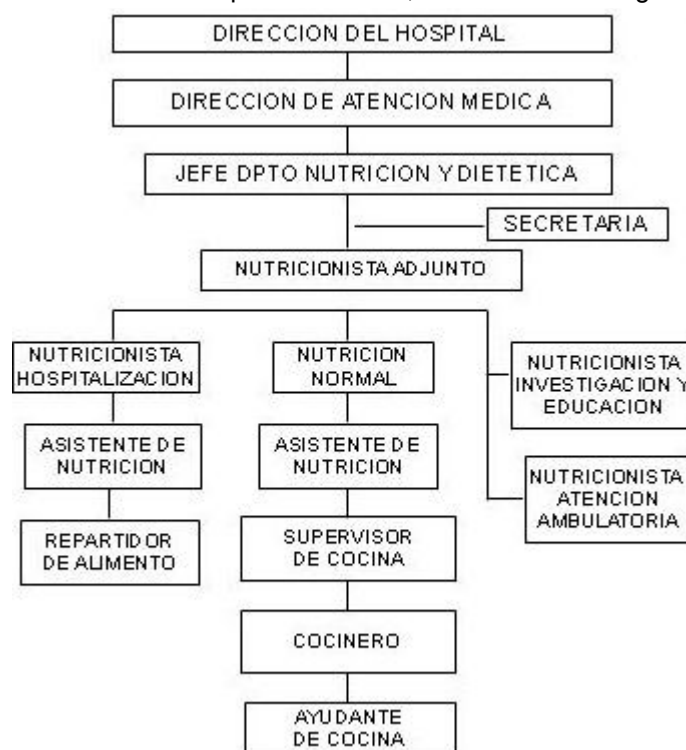 DIRECCION DEL HOSPITAL
DIRECCION DE ATENCION MEDICA
JEFE DPTO NUTRICION Y DIETETICA
SECRETARIA
NUTRICIONISTA ADJUNTO
NUTRICIONISTA
HOSPITALIZACION
NUTRICION
NORMAL
NUTRICIONISTA
INVESTIGACION Y
EDUCACION
ASISTENTE DE
NUTRICION
ASISTENTE DE
NUTRICION
NUTRICIONISTA
ATENCION
AMBULATORIA
REPARTIDOR
DE ALIMENTO
SUPERVISOR
DE COCINA
COCINERO
AYUDANTE
DE COCINA